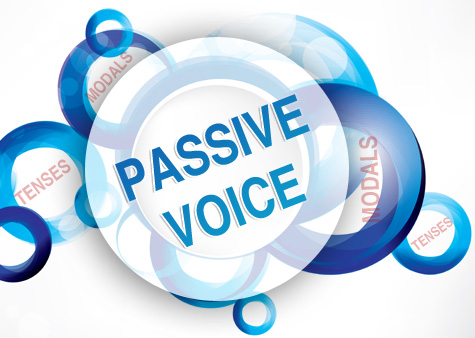 MODALS
PASSIVE
VOICE
TENSES
MODALS
TENSES